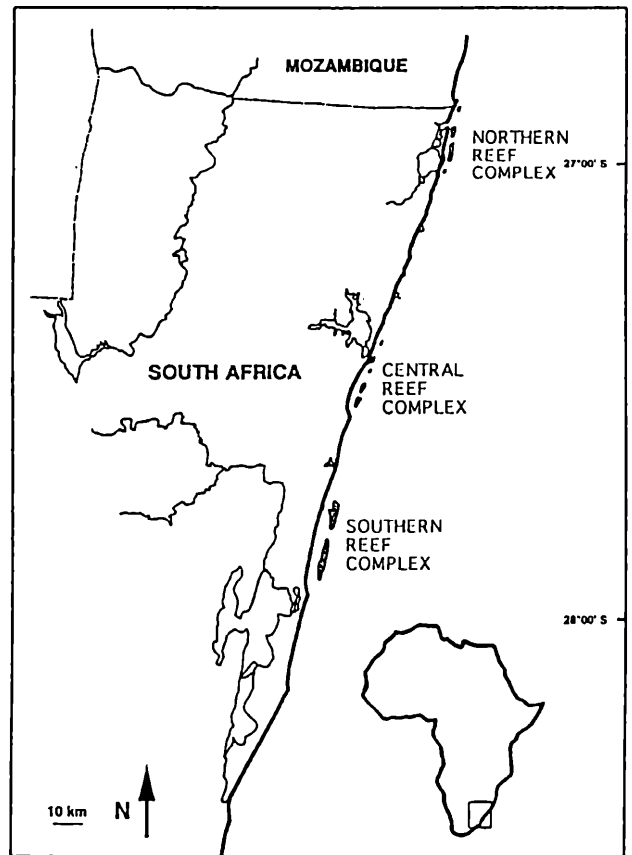 MOZAMBIQUE
NORTHERN
REEF
COMPLEX
27°00' S
CENTRAL
REEF
COMPLEX
SOUTH AFRICA
SOUTHERN
REEF
COMPLEX
28°00' S
10 km
N